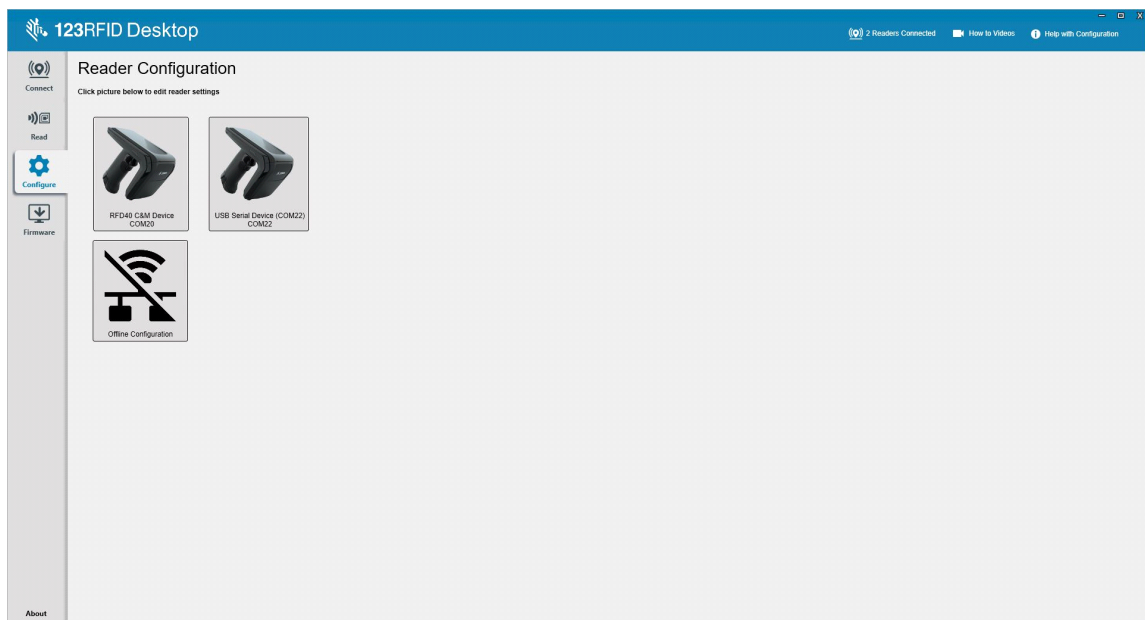 123RFID Desktop
2 Readers Connected
How to Videos
Help with Configuration
Connect
Read
Configure
Firmware
About
Reader Configuration
Click picture below to edit reader settings
RFD40 C&M Device
COM20
USB Serial Device (COM22)
COM22
Offline Configuration